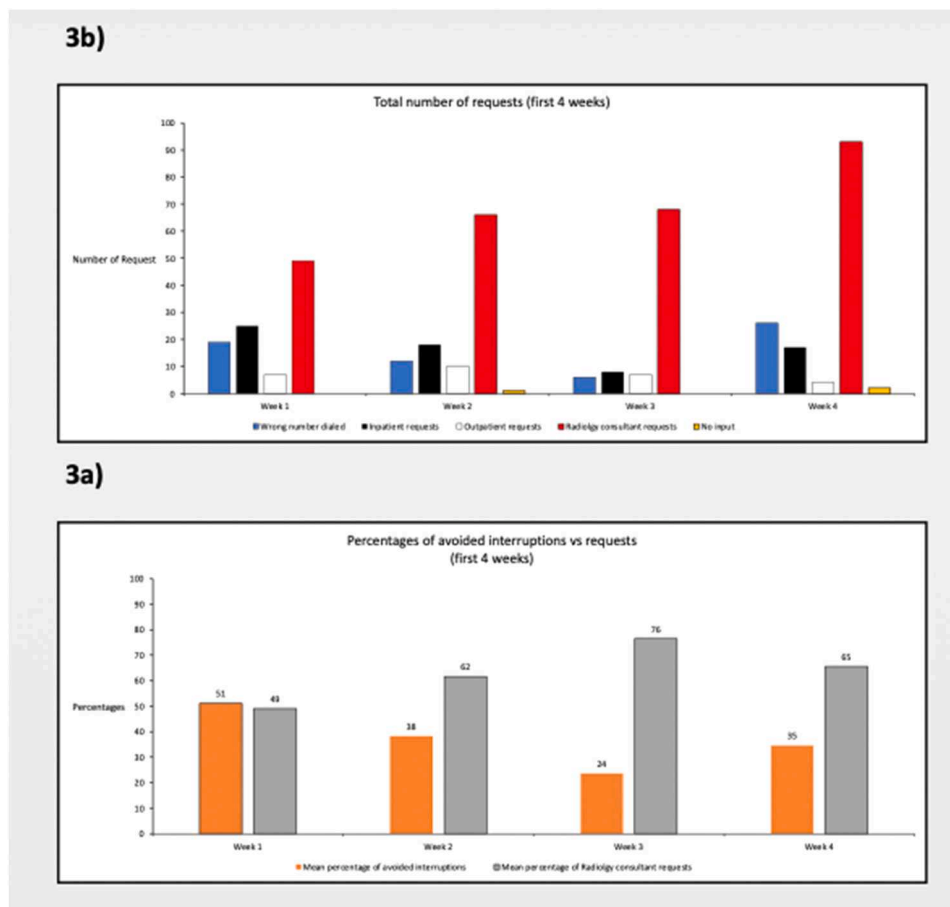 3b)
Total number of requests (first 4 weeks)
100
90
80
70
60
Number of Request 50
40
30
20
10
0
Week 1 Week 2 Week 3 Week 4
Wrong number dialed Inpatient requests Outpatient requests Radiolgy consultant requests No input
3a)
Percentages of avoided interruptions vs requests
(first 4 weeks)
100
90
80
70
60
Percentages 50
40
30
20
10
0
51 49 38 62 24 76 35 65
Week 1 Week 2 Week 3 Week 4
Mean percentage of avoided interruptions Mean percentage of Radiolgy consultant requests